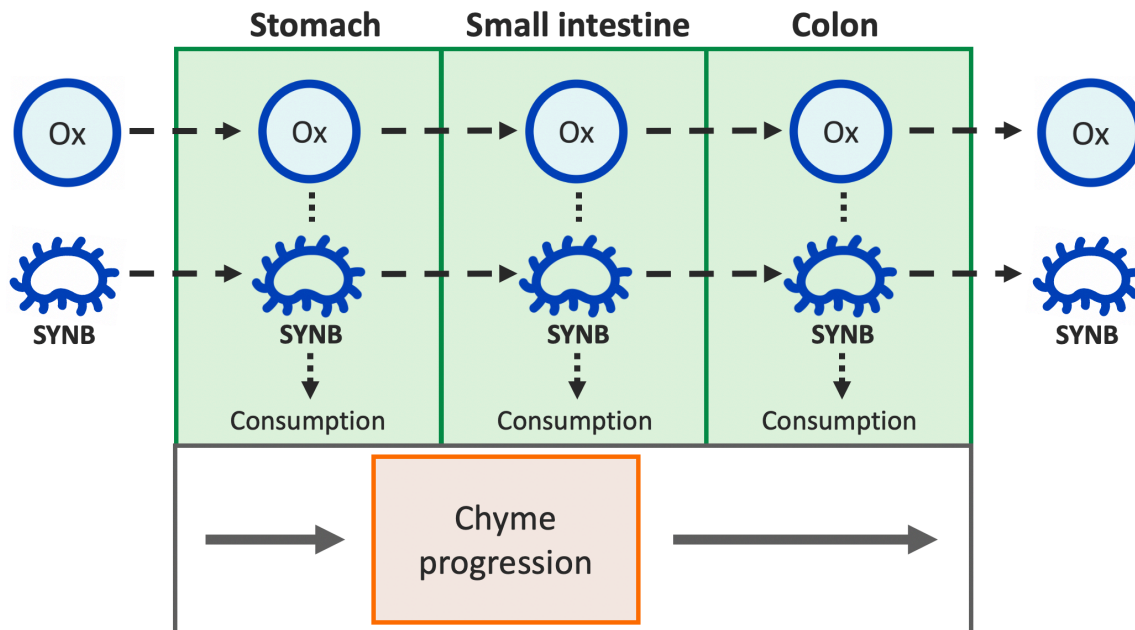 Stomach Small intestine Colon
Ox Ox Ox Ox Ox
SYNB SYNB SYNB SYNB SYNB
Consumption Consumption Consumption
Chyme
progression